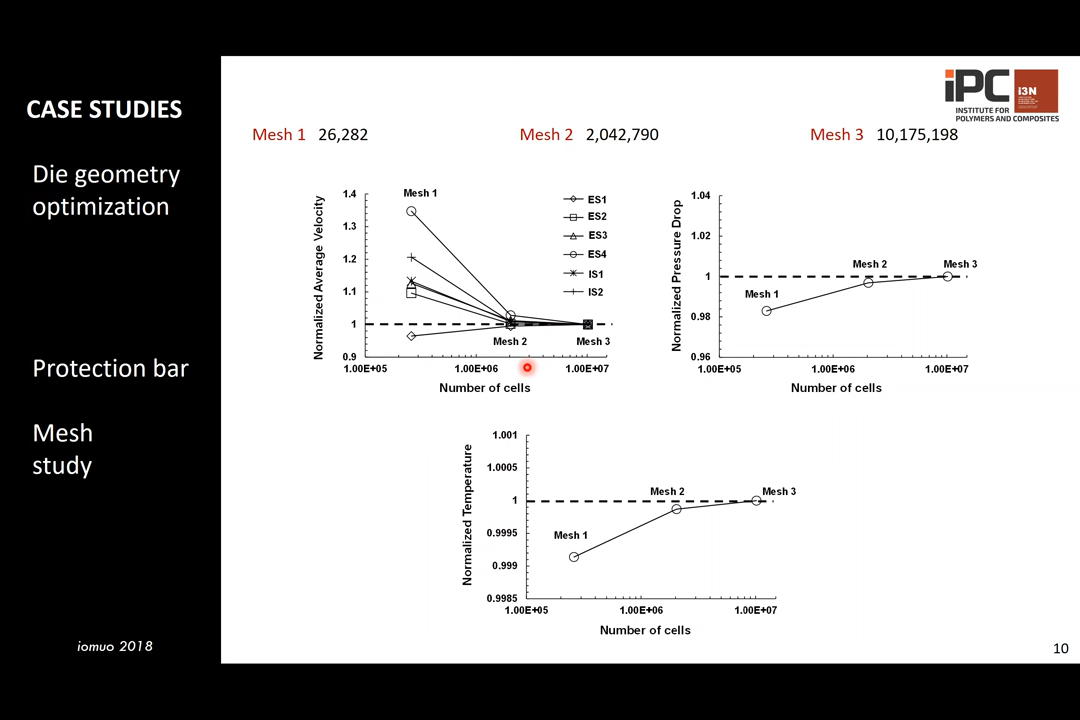 CASE STUDIES
Die geometry
optimization
Protection bar
Mesh
study
iomuo 2018
iPC
i3N
INSTITUTE FOR
POLYMERS AND COMPOSITES
Mesh 1 26,282
Mesh 2 2,042,790
Mesh 3 10,175,198
Normalized Average Velocity
1.4
1.3
1.2
1.1
1
0.9
Mesh 1
ES1
ES2
ES3
ES4
IS1
IS2
Mesh 2
Mesh 3
1.00E+05 1.00E+06 1.00E+07
Number of cells
Normalized Pressure Drop
1.04
1.02
1
0.98
0.96
Mesh 1
Mesh 2
Mesh 3
1.00E+05 1.00E+06 1.00E+07
Number of cells
Normalized Temperature
1.001
1.0005
1
0.9995
0.999
0.9985
Mesh 1
Mesh 2
Mesh 3
1.00E+05 1.00E+06 1.00E+07
Number of cells
10